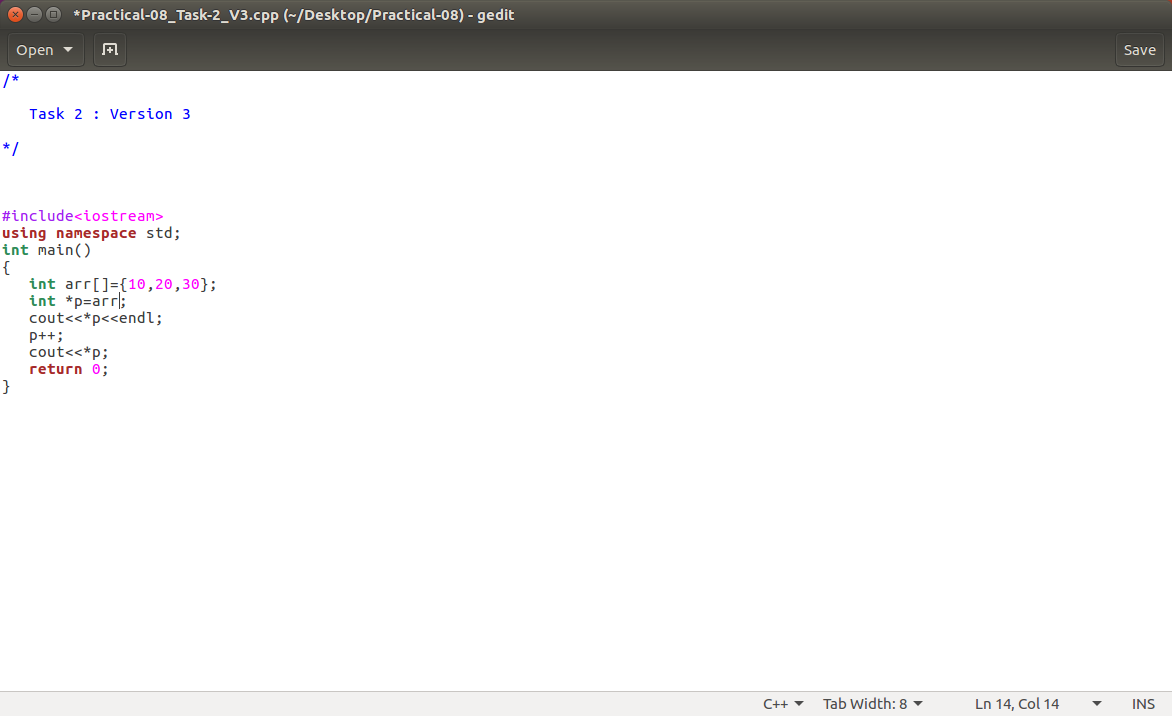 *Practical-08_Task-2_V3.cpp (~/Desktop/Practical-08) - gedit
Open
Save
/*
Task 2 : Version 3
*/
#include<iostream>
using namespace std;
int main()
{
int arr[]={10,20,30};
int *p=arr;
cout<<*p<<endl;
p++;
cout<<*p;
return 0;
}
C++ Tab Width: 8 Ln 14, Col 14 INS